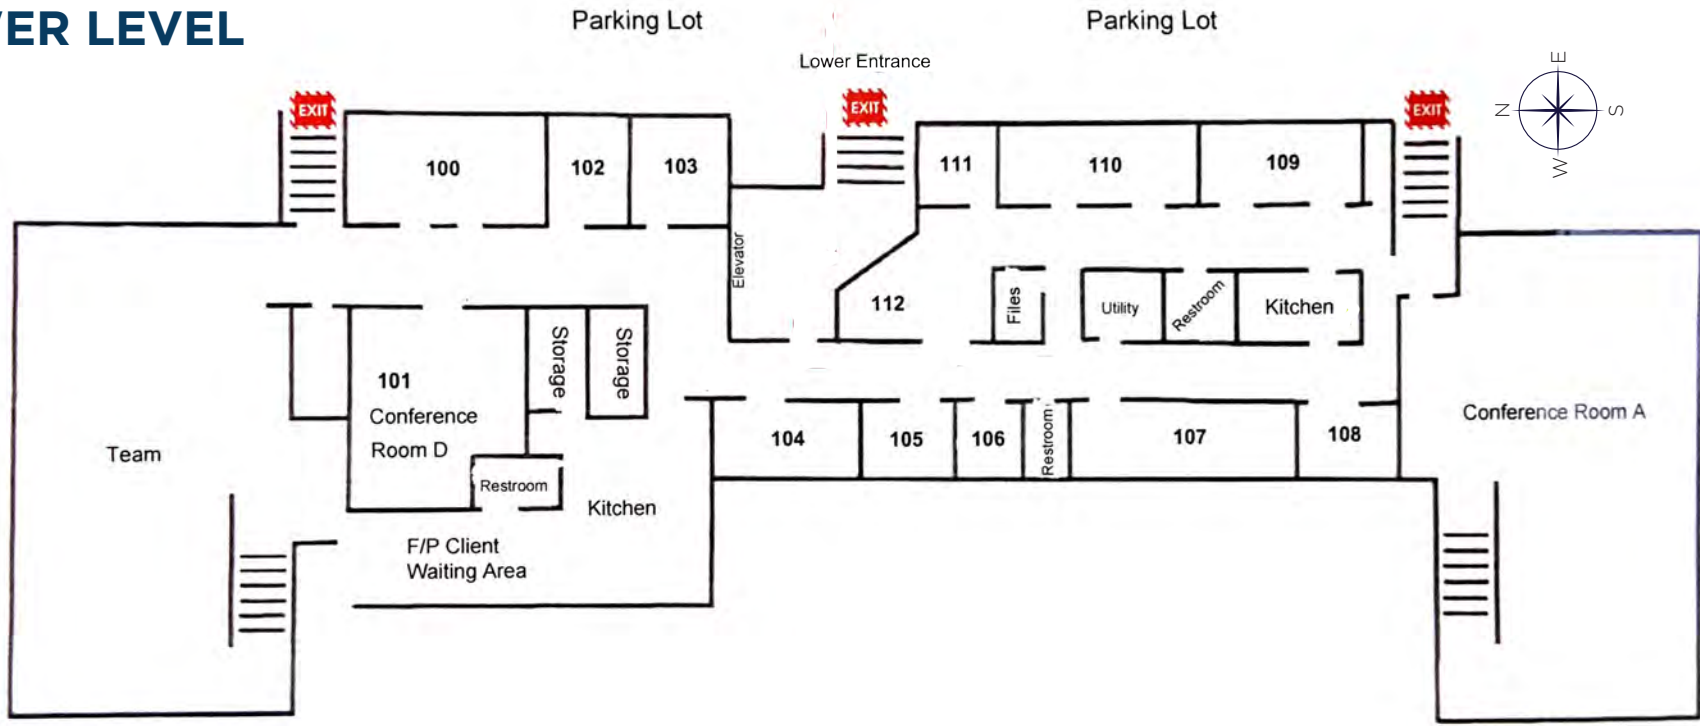 VER LEVEL
Parking Lot
Parking Lot
Lower Entrance
EXIT
EXIT
EXIT
E
N
S
W
100
102
103
111
110
109
Elevator
112
Files
Utility
Restroom
Kitchen
Storage
Storage
101
Conference
Room D
Restroom
Kitchen
F/P Client
Waiting Area
Team
104
105
106
Restroom
107
108
Conference Room A